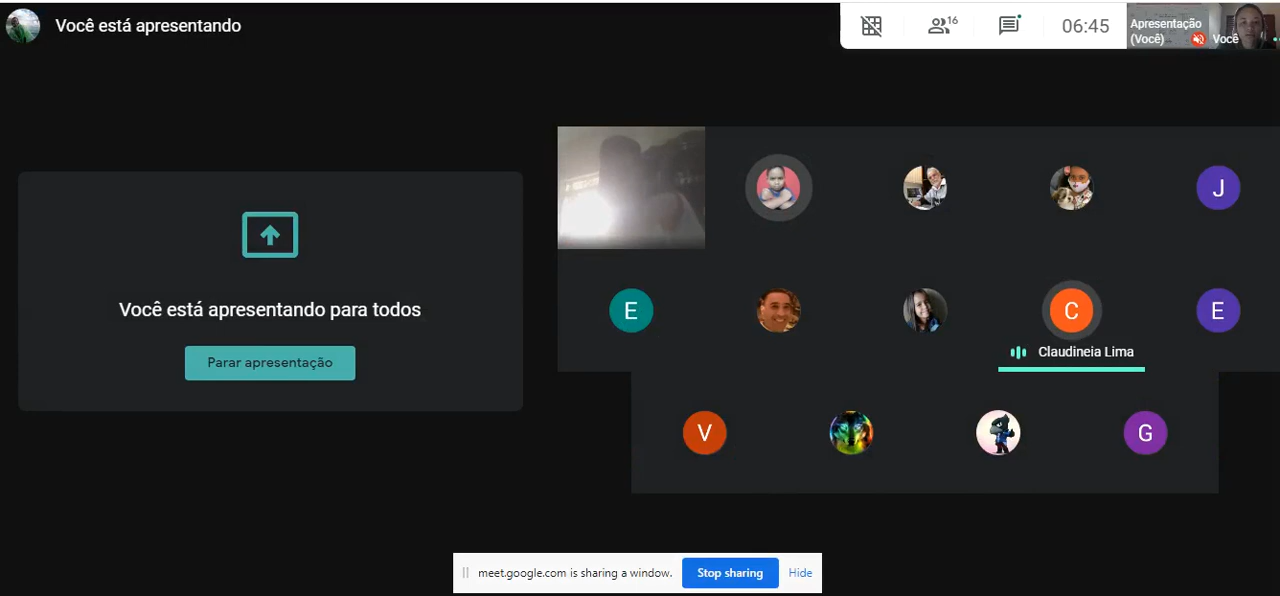 Você está apresentando
16
06:45
Apresentação
(Você)
Você
J
Você está apresentando para todos
Parar apresentação
E
C
E
Claudineia Lima
V
G
meet.google.com is sharing a window.
Stop sharing
Hide